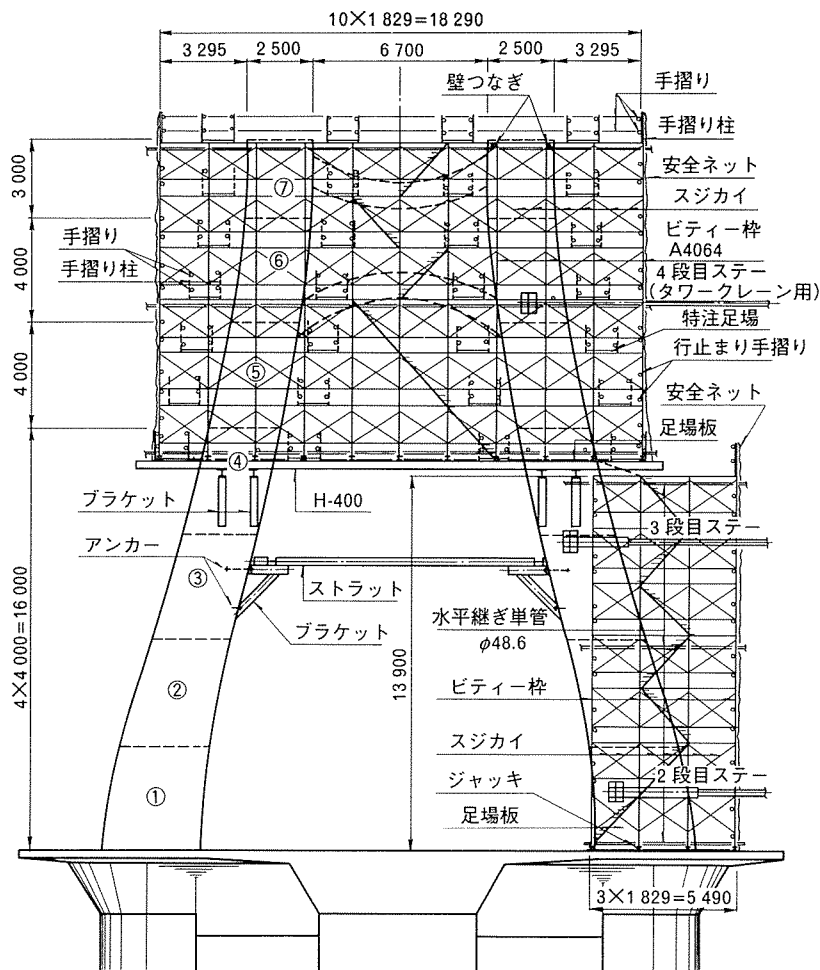 10×1 829=18 290
3 295
2 500
6 700
2 500
3 295
壁つなぎ
手摺り
手摺り柱
安全ネット
スジカイ
ビティー枠
A4064
4段目ステー
(タワークレーン用)
特注足場
行止まり手摺り
安全ネット
足場板
3 000
4 000
4 000
4×4 000=16 000
手摺り
手摺り柱
⑦
⑥
⑤
④
③
②
①
ブラケット
H-400
アンカー
ストラット
ブラケット
13 900
3段目ステー
水平継ぎ単管
φ48.6
ビティー枠
スジカイ
ジャッキ
2段目ステー
足場板
3×1 829=5 490